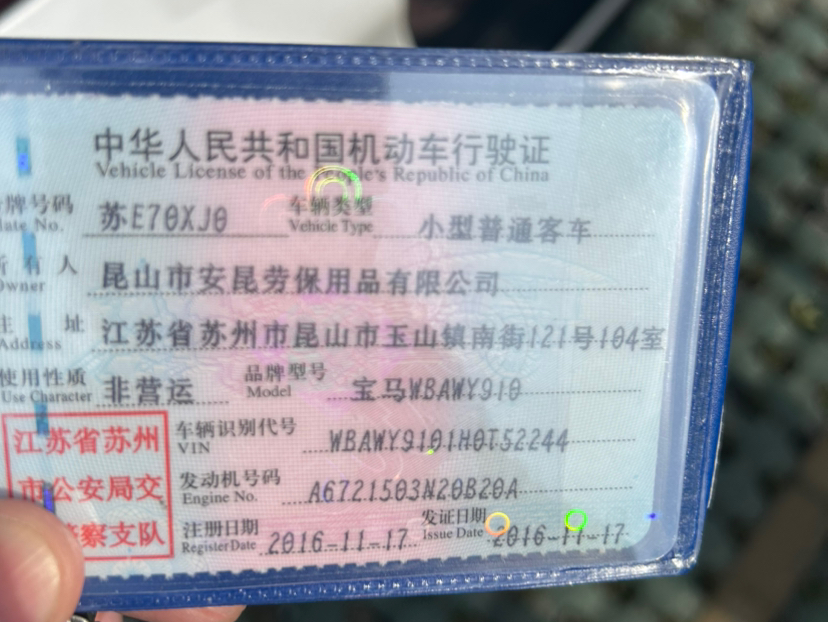 中华人民共和国机动车行驶证
Vehicle License of the People's Republic of China
牌号码 苏E70XJ0 车辆类型 小型普通客车
late No. Vehicle Type
所有人 昆山市安昆劳保用品有限公司
Owner
住 址 江苏省苏州市昆山市玉山镇南街121号104室
Address
使用性质 非营运 品牌型号 宝马WBAWY910
Use Character Model
江苏省苏州 车辆识别代号 WBAWY9101H0T52244
VIN
市公安局交 发动机号码 A6721503N20B20A
Engine No.
警察支队 注册日期 2016-11-17 发证日期 2016-11-17
Register Date Issue Date